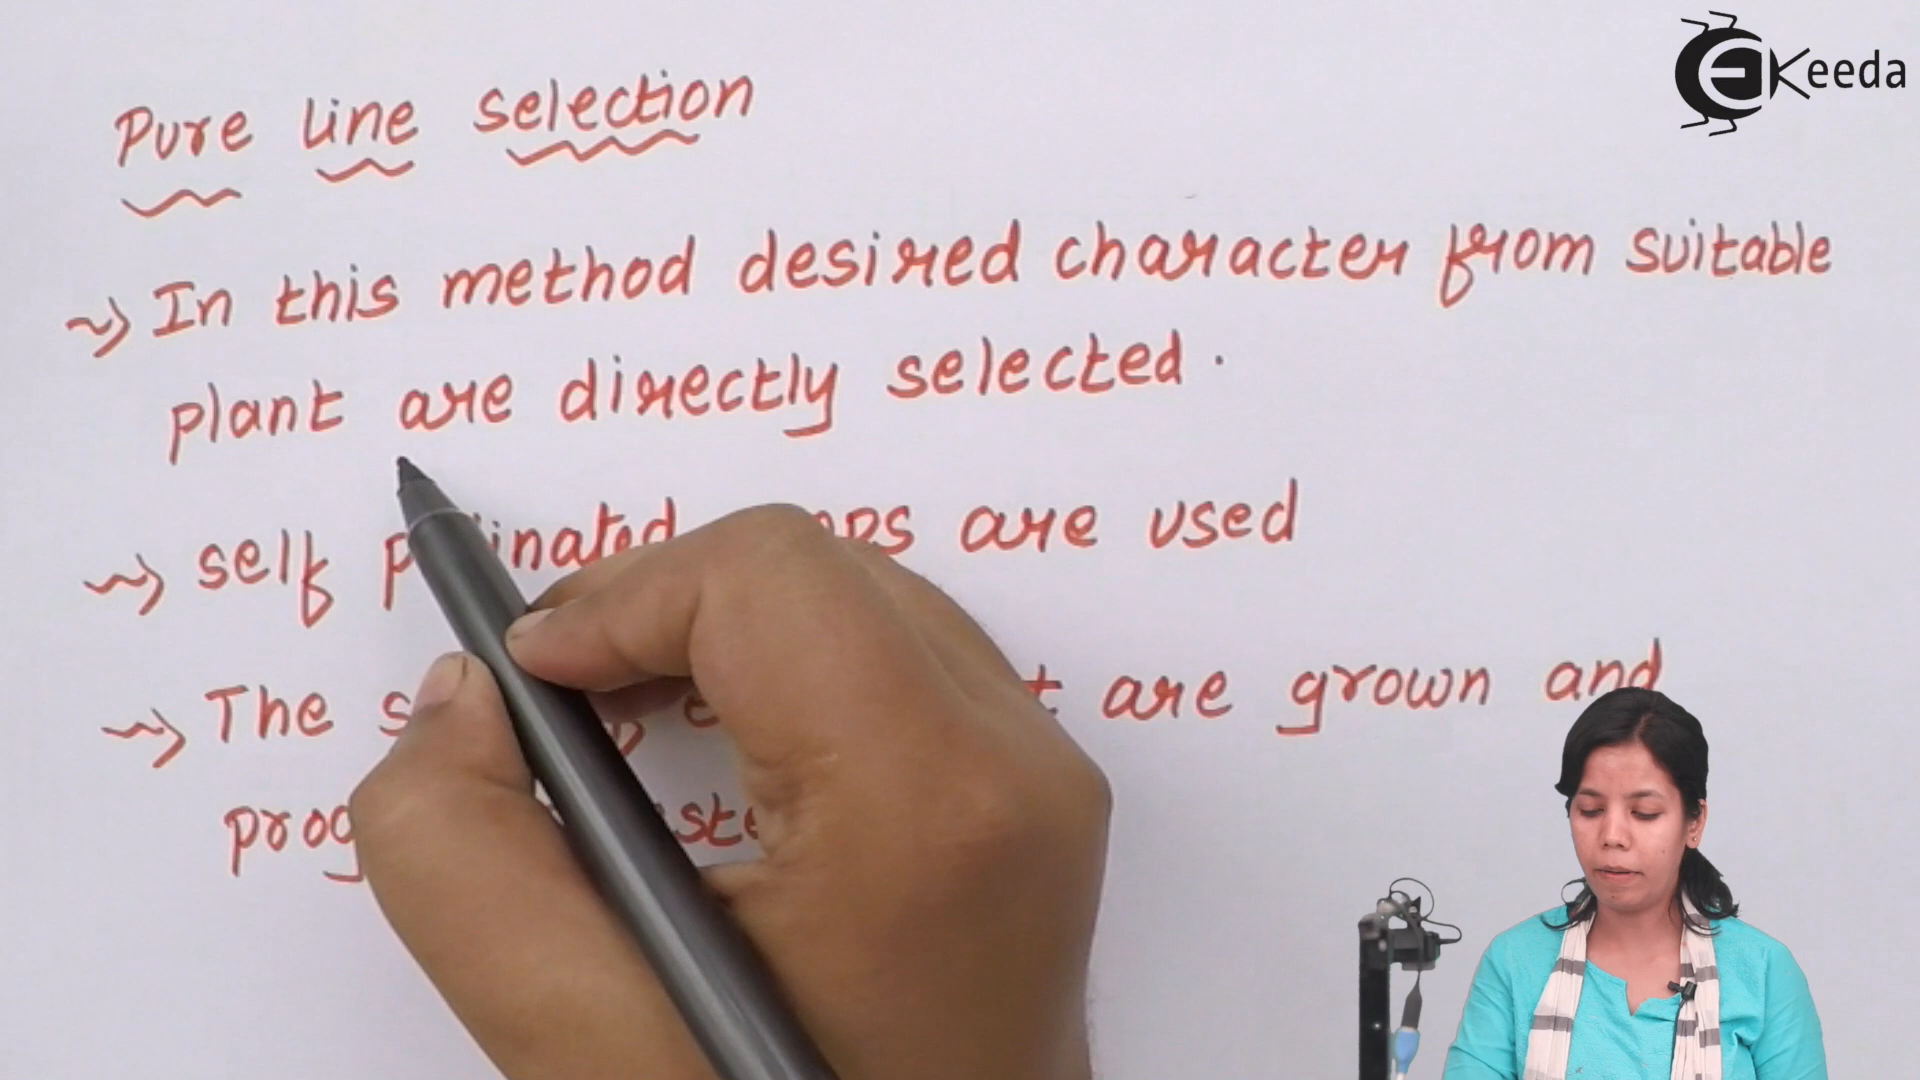 Keeda
Pure line selection
~> In this method desired character from suitable
plant are directly selected.
~> self are used
~> The are grown and